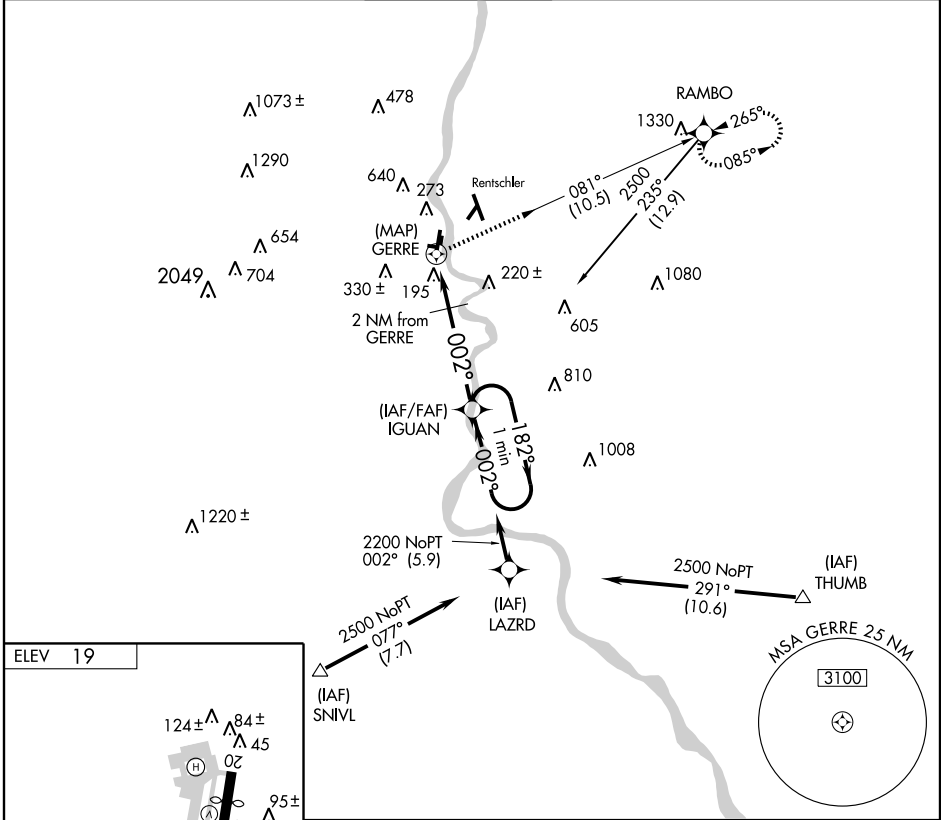 1073 ±
478
RAMBO
1330
265°
085°
1290
640
273
Rentschler
081°
(10.5)
2500
235°
(12.9)
(MAP)
GERRE
654
704
2049
330 ±
195
220 ±
1080
605
2 NM from
GERRE
002°
810
(IAF/FAF)
IGUAN
182°
1 min
002°
1008
1220 ±
2200 NoPT
002° (5.9)
(IAF)
LAZRD
2500 NoPT
291°
(10.6)
(IAF)
THUMB
2500 NoPT
077°
(7.7)
(IAF)
SNIVL
MSA GERRE 25 NM
3100
ELEV 19
124 ±
84 ±
45
20
H
95 ±